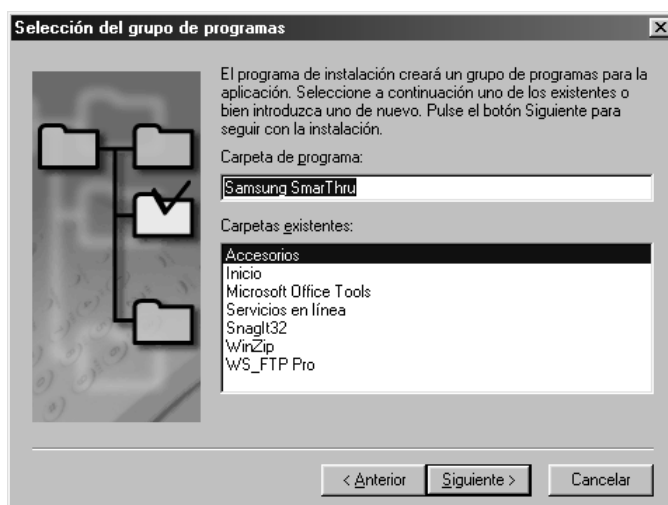 Selección del grupo de programas
El programa de instalación creará un grupo de programas para la
aplicación. Seleccione a continuación uno de los existentes o
bien introduzca uno de nuevo. Pulse el botón Siguiente para
seguir con la instalación.
Carpeta de programa:
Samsung SmarThru
Carpetas existentes:
Accesorios
Inicio
Microsoft Office Tools
Servicios en línea
SnagIt32
WinZip
WS_FTP Pro
< Anterior
Siguiente >
Cancelar